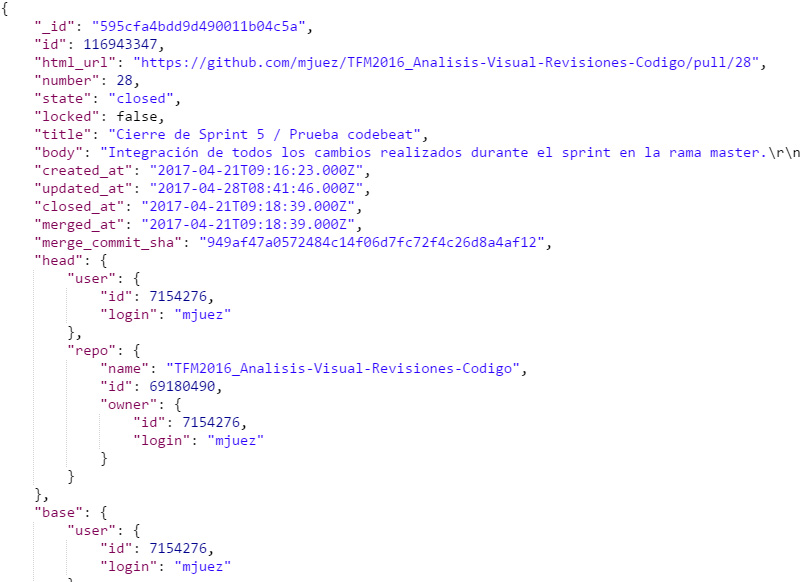 {
    "_id": "595cfa4bdd9d490011b04c5a",
    "id": 116943347,
    "html_url": "https://github.com/mjuez/TFM2016_Analisis-Visual-Revisiones-Codigo/pull/28",
    "number": 28,
    "state": "closed",
    "locked": false,
    "title": "Cierre de Sprint 5 / Prueba codebeat",
    "body": "Integración de todos los cambios realizados durante el sprint en la rama master.\r\n
    "created_at": "2017-04-21T09:16:23.000Z",
    "updated_at": "2017-04-28T08:41:46.000Z",
    "closed_at": "2017-04-21T09:18:39.000Z",
    "merged_at": "2017-04-21T09:18:39.000Z",
    "merge_commit_sha": "949af47a0572484c14f06d7fc72f4c26d8a4af12",
    "head": {
        "user": {
            "id": 7154276,
            "login": "mjuez"
        },
        "repo": {
            "name": "TFM2016_Analisis-Visual-Revisiones-Codigo",
            "id": 69180490,
            "owner": {
                "id": 7154276,
                "login": "mjuez"
            }
        }
    },
    "base": {
        "user": {
            "id": 7154276,
            "login": "mjuez"